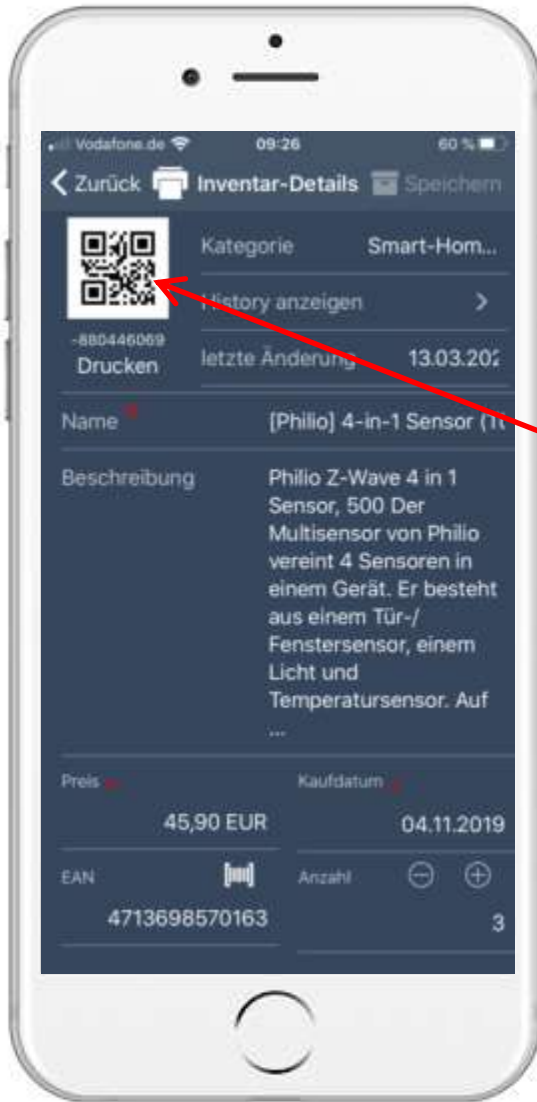 Vodafone.de 09:26 60 %
Zurück Inventar-Details Speichern
Kategorie Smart-Hom...
History anzeigen
-880446069
Drucken
letzte Änderung 13.03.202
Name * [Philio] 4-in-1 Sensor (1
Beschreibung Philio Z-Wave 4 in 1
Sensor, 500 Der
Multisensor von Philio
vereint 4 Sensoren in
einem Gerät. Er besteht
aus einem Tür-/
Fenstersensor, einem
Licht und
Temperatursensor. Auf
...
Preis * Kaufdatum *
45,90 EUR 04.11.2019
EAN Anzahl
4713698570163 3